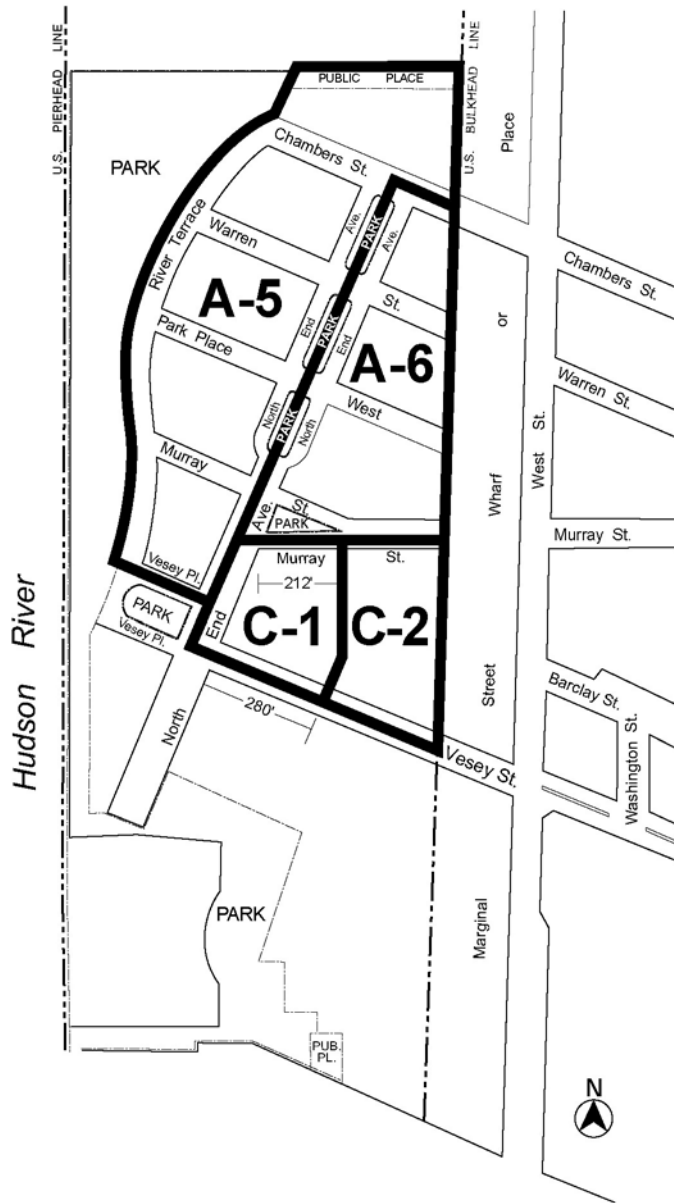 U.S. PIERHEAD LINE
U.S. BULKHEAD LINE
PUBLIC PLACE
Place
PARK
Chambers St.
River Terrace
Warren
Ave.
PARK
Ave.
Chambers St.
A-5
End
PARK
End
St.
or
Park Place
A-6
Warren St.
North
PARK
North
West
West St.
Murray
Wharf
Ave.
St.
PARK
Murray St.
Vesey Pl.
Murray St.
212'
PARK
Vesey Pl.
End
C-1
C-2
Hudson River
Street
Barclay St.
280'
North
Vesey St.
Washington St.
PARK
Marginal
PUB.
PL.
N